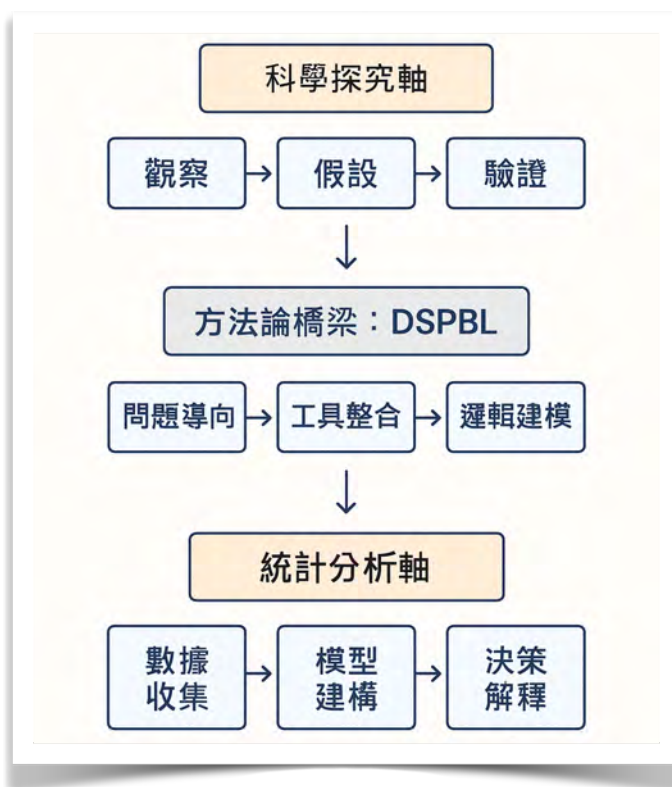 科學探究軸
觀察 → 假設 → 驗證
方法論橋梁：DSPBL
問題導向 → 工具整合 → 邏輯建模
統計分析軸
數據 收集 → 模型 建構 → 決策 解釋